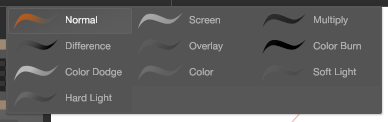 Normal Screen Multiply
Difference Overlay Color Burn
Color Dodge Color Soft Light
Hard Light